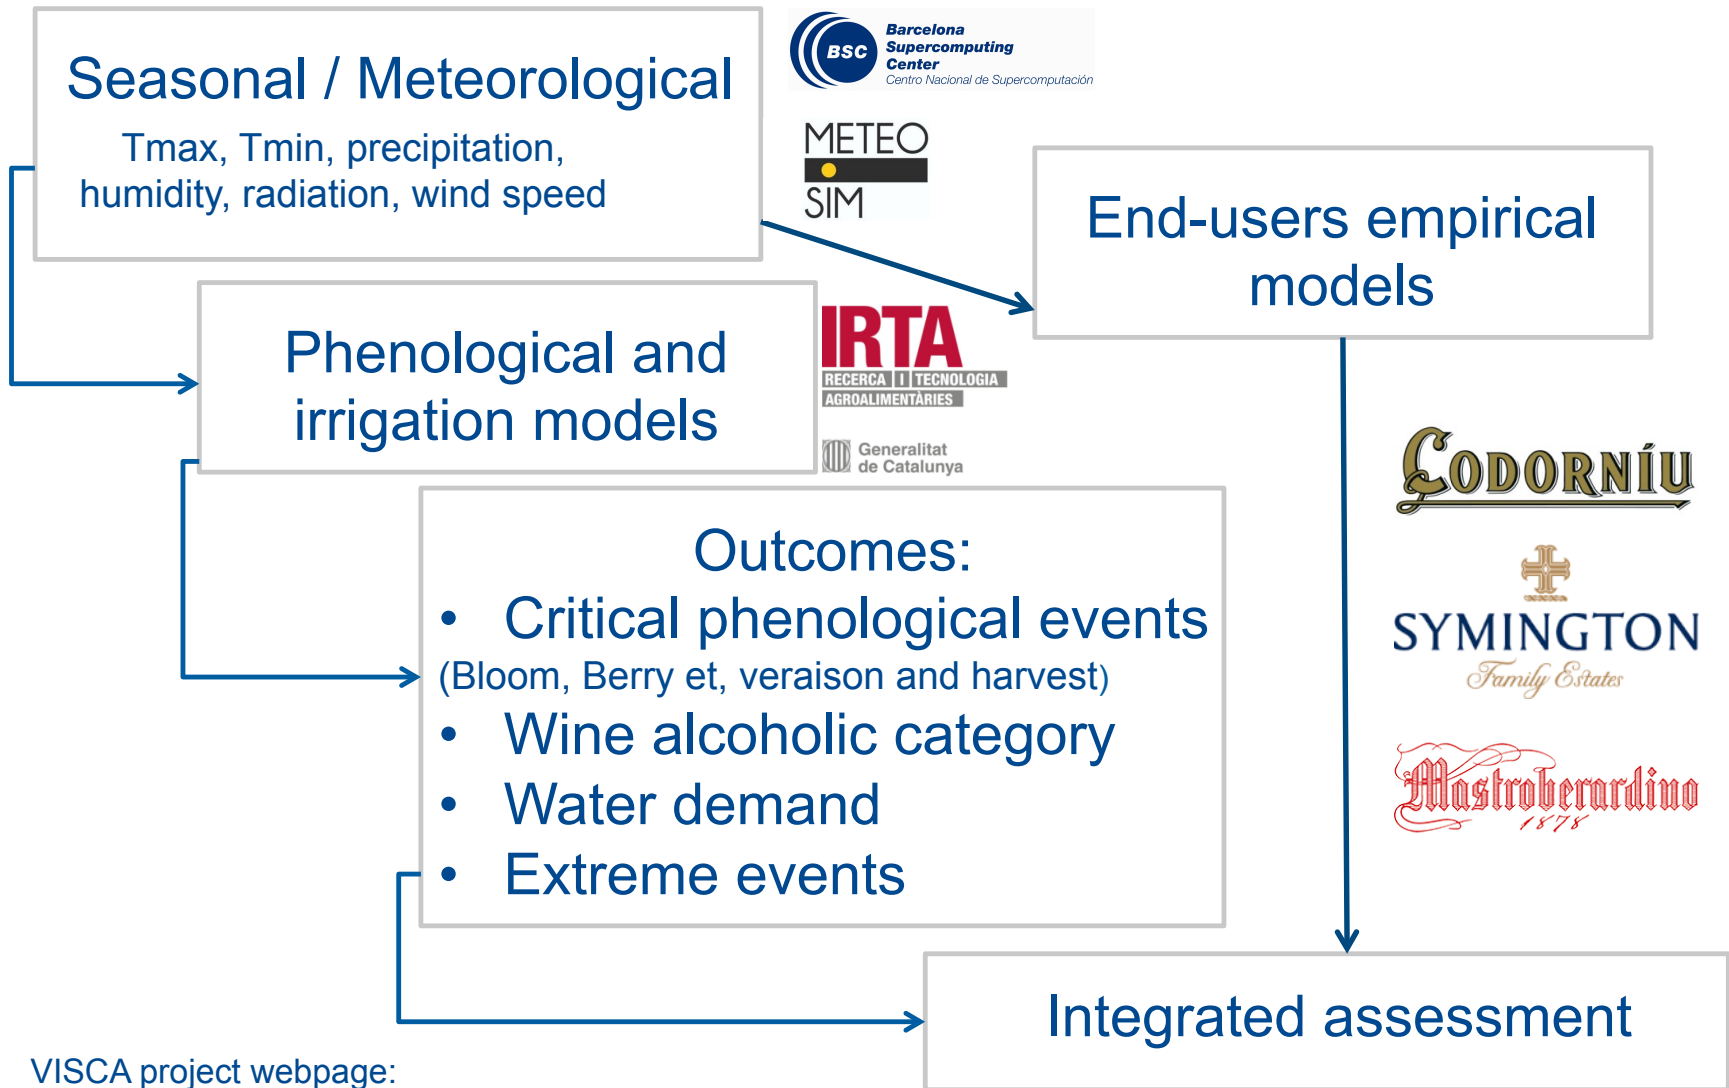 Seasonal / Meteorological
Tmax, Tmin, precipitation,
humidity, radiation, wind speed
BSC
Barcelona
Supercomputing
Center
Centro Nacional de Supercomputación
METEO
SIM
End-users empirical
models
Phenological and
irrigation models
IRTA
RECERCA I TECNOLOGIA
AGROALIMENTÀRIES
Generalitat
de Catalunya
CODORNÍU
SYMINGTON
Family Estates
Mastroberardino
1878
Outcomes:
• Critical phenological events
(Bloom, Berry et, veraison and harvest)
• Wine alcoholic category
• Water demand
• Extreme events
Integrated assessment
VISCA project webpage: